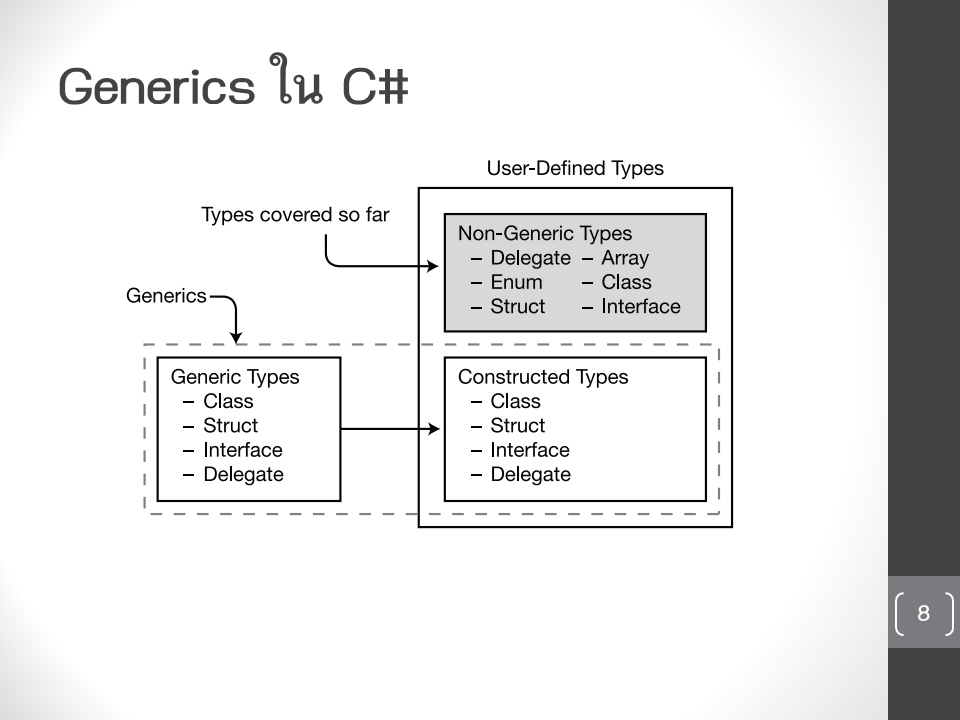 Generics ใน C#
User-Defined Types
Types covered so far
Non-Generic Types
– Delegate – Array
– Enum – Class
– Struct – Interface
Generics
Generic Types
– Class
– Struct
– Interface
– Delegate
Constructed Types
– Class
– Struct
– Interface
– Delegate
8